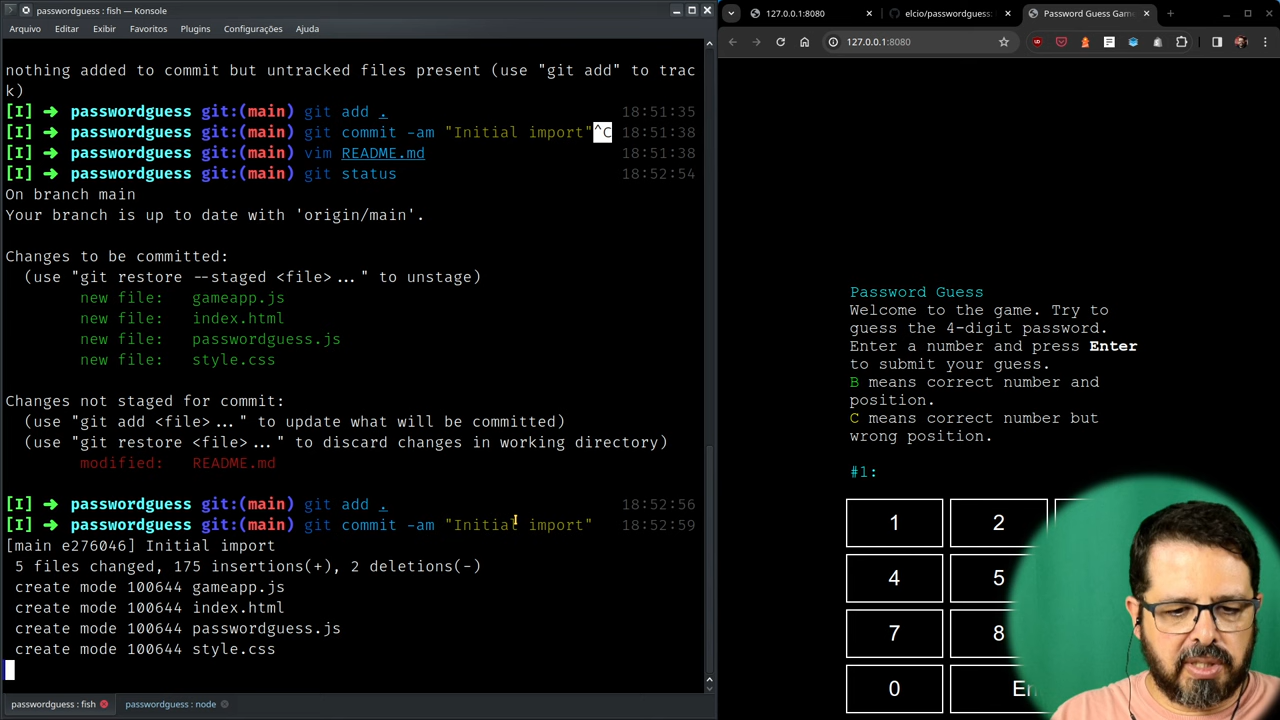 passwordguess : fish — Konsole
Arquivo Editar Exibir Favoritos Plugins Configurações Ajuda
nothing added to commit but untracked files present (use "git add" to trac
k)
[I] ➜ passwordguess git:(main) git add . 18:51:35
[I] ➜ passwordguess git:(main) git commit -am "Initial import"^C 18:51:38
[I] ➜ passwordguess git:(main) vim README.md 18:51:38
[I] ➜ passwordguess git:(main) git status 18:52:54
On branch main
Your branch is up to date with 'origin/main'.
Changes to be committed:
(use "git restore --staged <file>..." to unstage)
new file: gameapp.js
new file: index.html
new file: passwordguess.js
new file: style.css
Changes not staged for commit:
(use "git add <file>..." to update what will be committed)
(use "git restore <file>..." to discard changes in working directory)
modified: README.md
[I] ➜ passwordguess git:(main) git add . 18:52:56
[I] ➜ passwordguess git:(main) git commit -am "Initial import" 18:52:59
[main e276046] Initial import
5 files changed, 175 insertions(+), 2 deletions(-)
create mode 100644 gameapp.js
create mode 100644 index.html
create mode 100644 passwordguess.js
create mode 100644 style.css
passwordguess : fish
passwordguess : node
127.0.0.1:8080
elcio/passwordguess:
Password Guess Gam
127.0.0.1:8080
Password Guess
Welcome to the game. Try to
guess the 4-digit password.
Enter a number and press Enter
to submit your guess.
B means correct number and
position.
C means correct number but
wrong position.
#1:
1 2
4 5
7 8
0 En